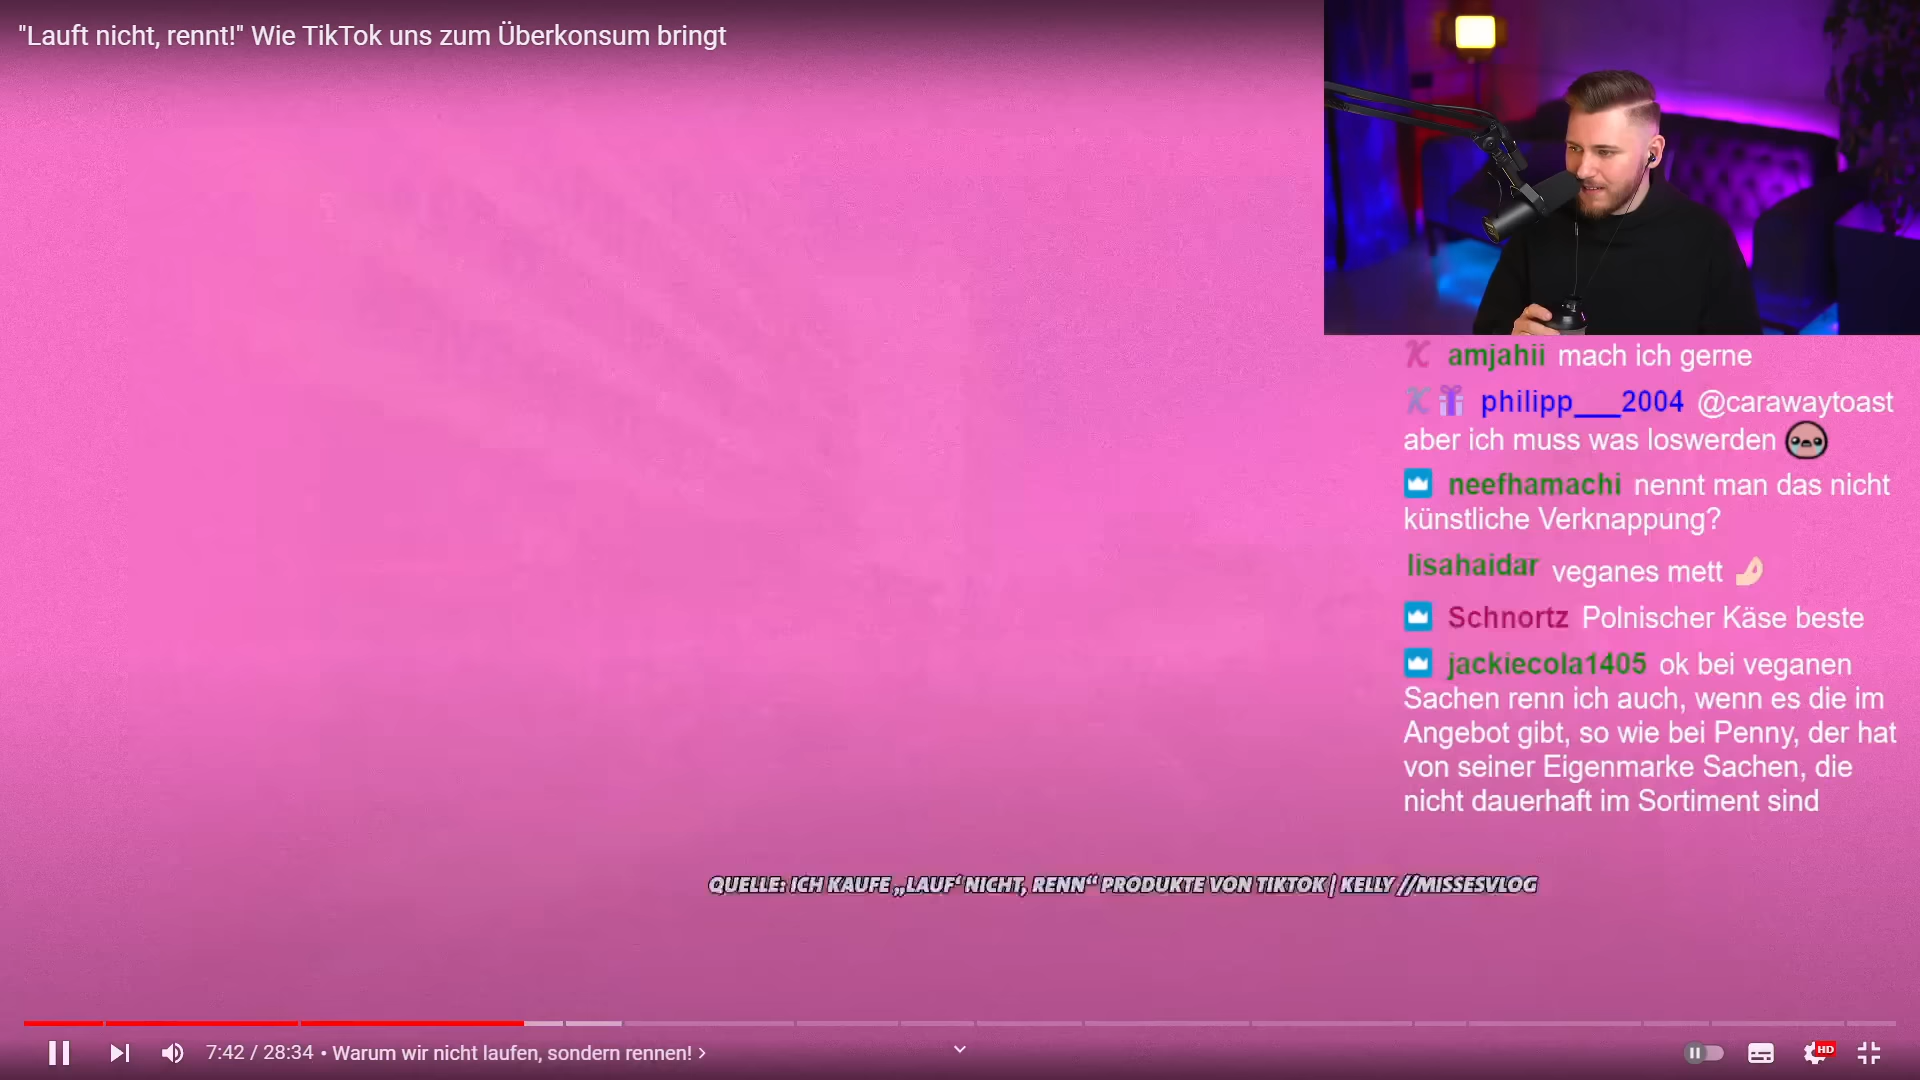 "Lauft nicht, rennt!" Wie TikTok uns zum Überkonsum bringt
amjahii mach ich gerne
philipp___2004 @carawaytoast
aber ich muss was loswerden
neefhamachi nennt man das nicht
künstliche Verknappung?
lisahaidar veganes mett
Schnortz Polnischer Käse beste
jackiecola1405 ok bei veganen
Sachen renn ich auch, wenn es die im
Angebot gibt, so wie bei Penny, der hat
von seiner Eigenmarke Sachen, die
nicht dauerhaft im Sortiment sind
QUELLE: ICH KAUFE „LAUF‘ NICHT, RENN“ PRODUKTE VON TIKTOK | KELLY //MISSESVLOG
7:42 / 28:34 • Warum wir nicht laufen, sondern rennen!
HD